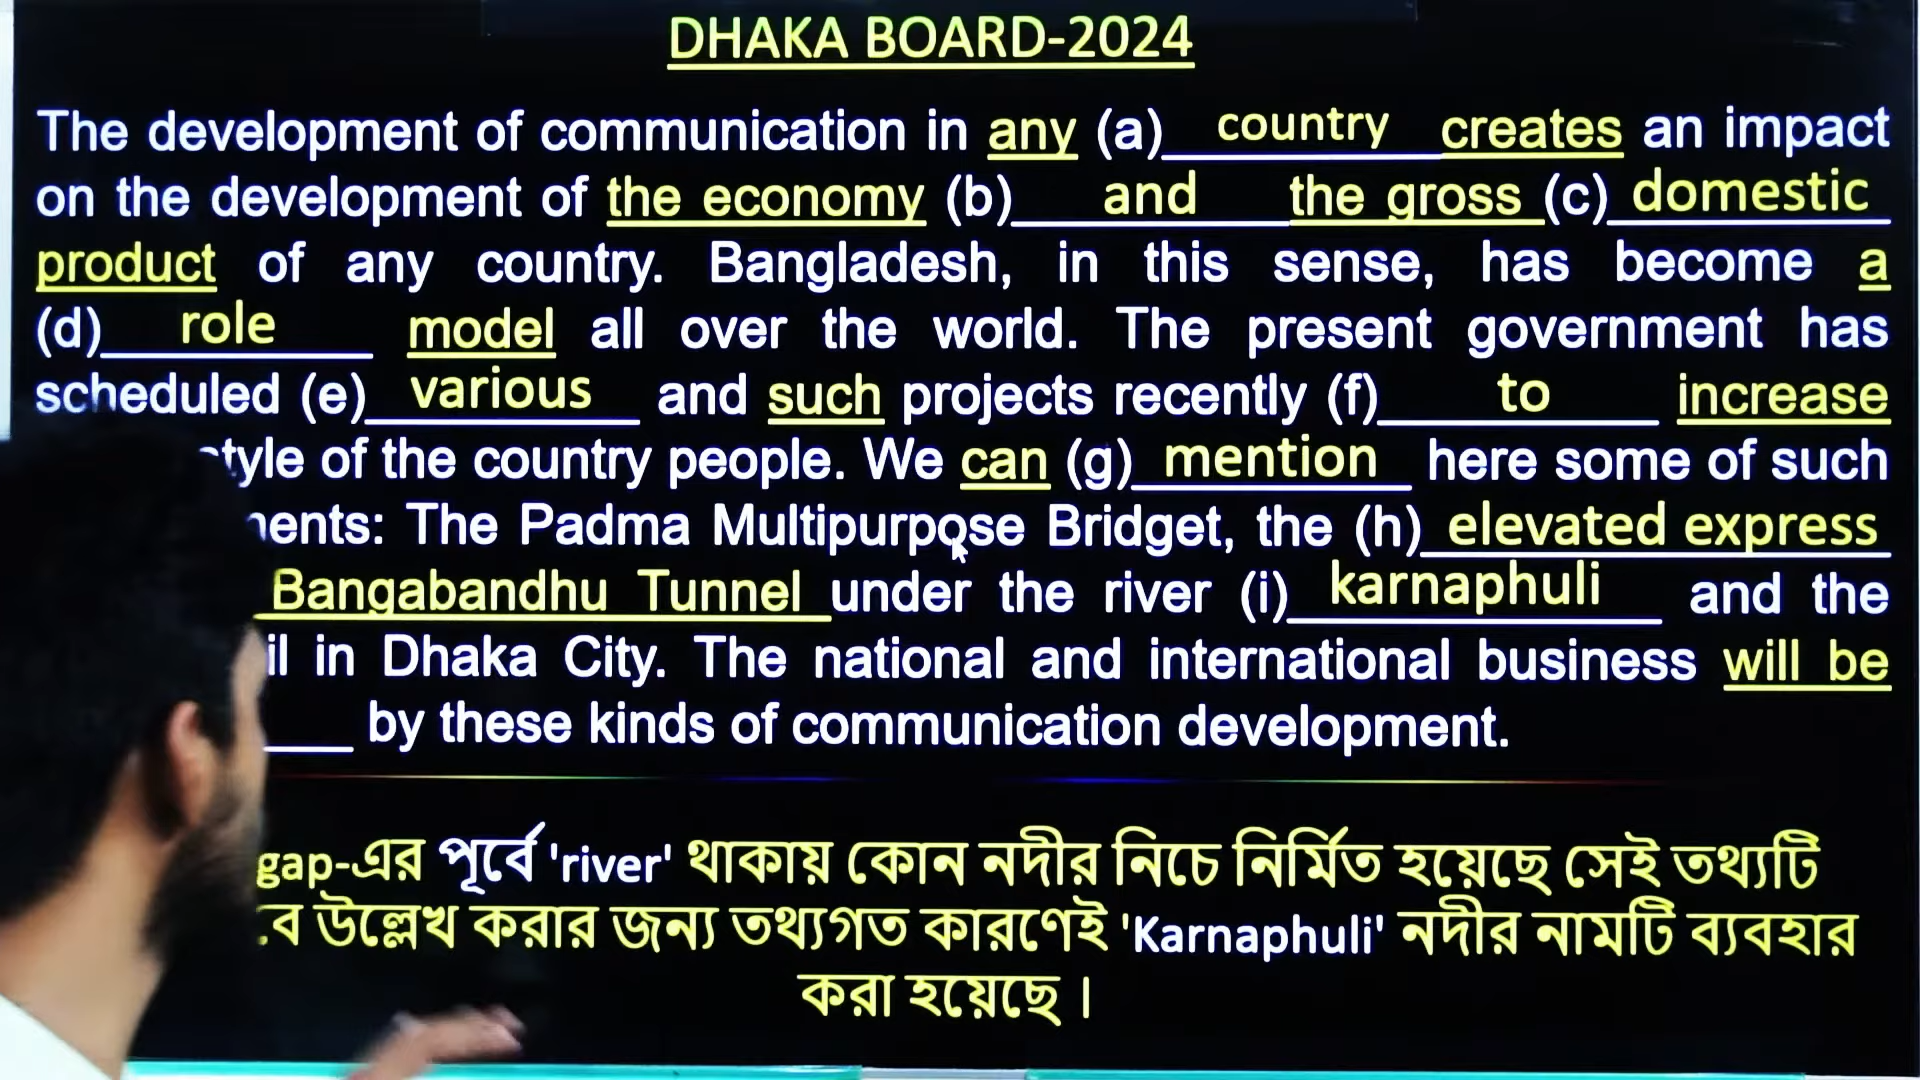 DHAKA BOARD-2024
The development of communication in any (a) country creates an impact
on the development of the economy (b) and the gross (c) domestic
product of any country. Bangladesh, in this sense, has become a
(d) role model all over the world. The present government has
scheduled (e) various and such projects recently (f) to increase
style of the country people. We can (g) mention here some of such
The Padma Multipurpose Bridget, the (h) elevated express
Bangabandhu Tunnel under the river (i) karnaphuli and the
in Dhaka City. The national and international business will be
by these kinds of communication development.
gap-এর পূর্বে 'river' থাকায় কোন নদীর নিচে নির্মিত হয়েছে সেই তথ্যটি
উল্লেখ করার জন্য তথ্যগত কারণেই 'Karnaphuli' নদীর নামটি ব্যবহার
করা হয়েছে ।